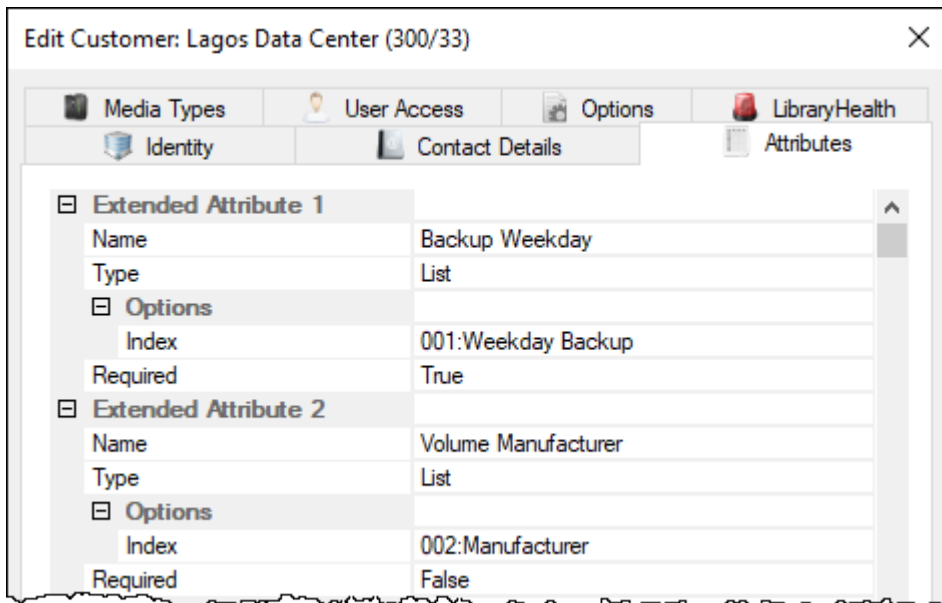 Edit Customer: Lagos Data Center (300/33)
Media Types User Access Options LibraryHealth
Identity Contact Details Attributes
Extended Attribute 1
Name Backup Weekday
Type List
Options
Index 001:Weekday Backup
Required True
Extended Attribute 2
Name Volume Manufacturer
Type List
Options
Index 002:Manufacturer
Required False